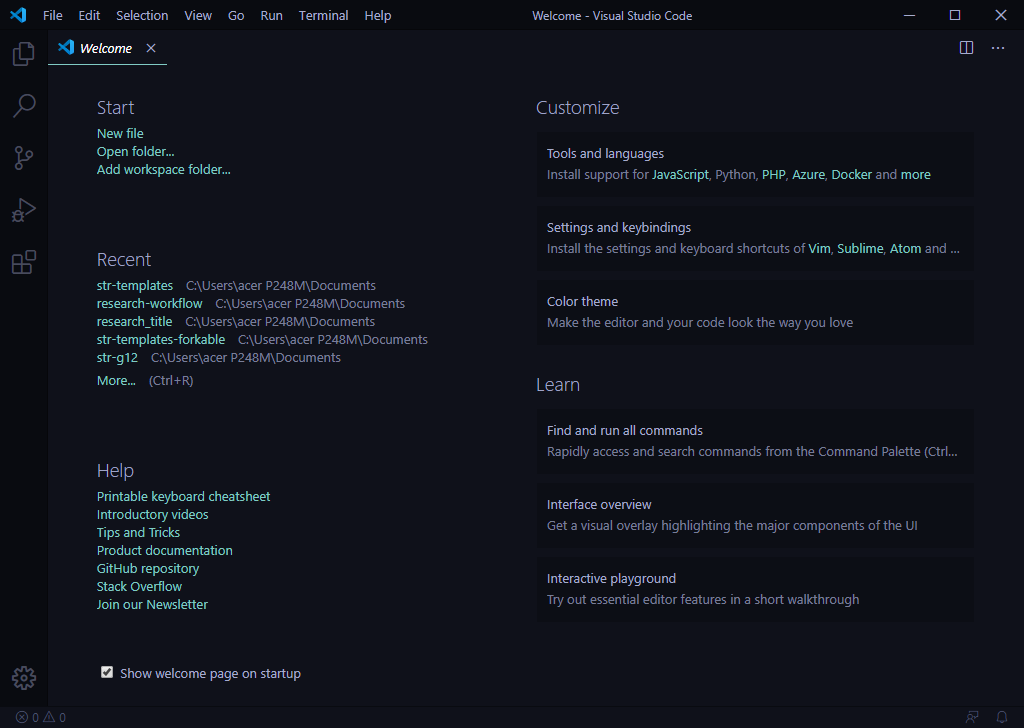 File Edit Selection View Go Run Terminal Help Welcome - Visual Studio Code
Welcome
Start
New file
Open folder...
Add workspace folder...
Recent
str-templates C:\Users\acer P248M\Documents
research-workflow C:\Users\acer P248M\Documents
research_title C:\Users\acer P248M\Documents
str-templates-forkable C:\Users\acer P248M\Documents
str-g12 C:\Users\acer P248M\Documents
More... (Ctrl+R)
Help
Printable keyboard cheatsheet
Introductory videos
Tips and Tricks
Product documentation
GitHub repository
Stack Overflow
Join our Newsletter
Show welcome page on startup
Customize
Tools and languages
Install support for JavaScript, Python, PHP, Azure, Docker and more
Settings and keybindings
Install the settings and keyboard shortcuts of Vim, Sublime, Atom and ...
Color theme
Make the editor and your code look the way you love
Learn
Find and run all commands
Rapidly access and search commands from the Command Palette (Ctrl...
Interface overview
Get a visual overlay highlighting the major components of the UI
Interactive playground
Try out essential editor features in a short walkthrough
0 0